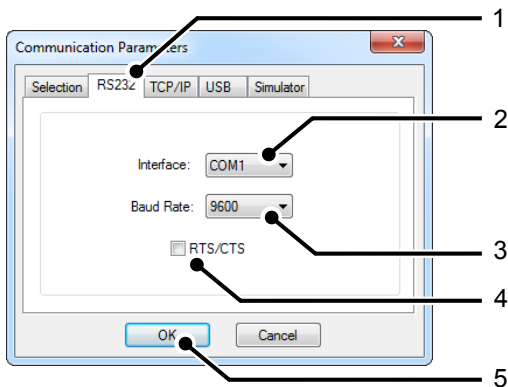 1
Communication Parameters
Selection RS232 TCP/IP USB Simulator
2
Interface: COM1
Baud Rate: 9600
3
RTS/CTS
4
OK Cancel
5